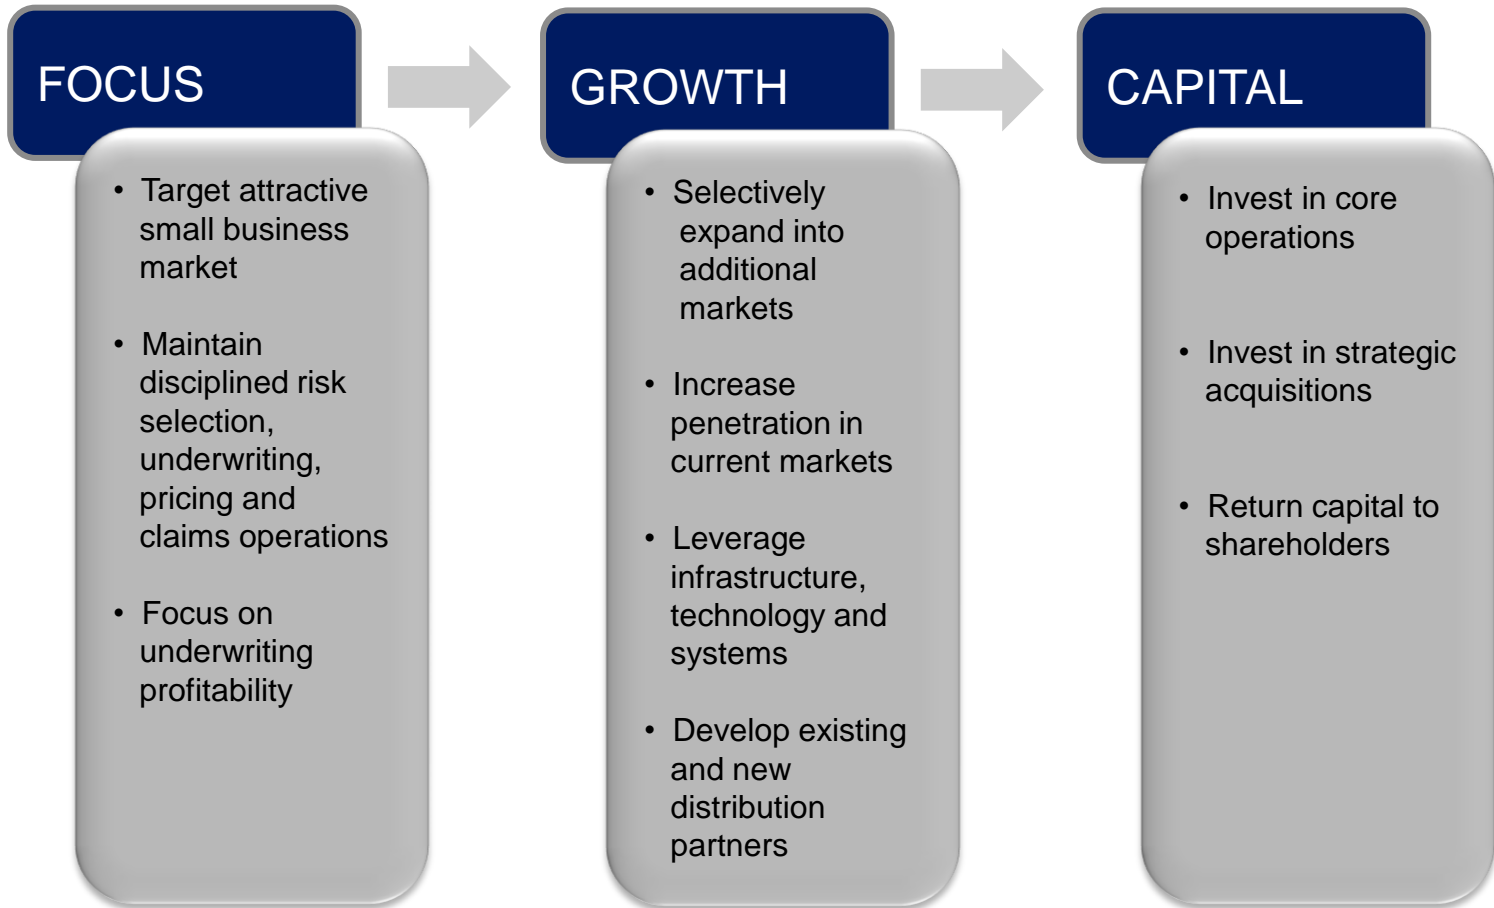 FOCUS
• Target attractive
small business
market
• Maintain
disciplined risk
selection,
underwriting,
pricing and
claims operations
• Focus on
underwriting
profitability
GROWTH
• Selectively
expand into
additional
markets
• Increase
penetration in
current markets
• Leverage
infrastructure,
technology and
systems
• Develop existing
and new
distribution
partners
CAPITAL
• Invest in core
operations
• Invest in strategic
acquisitions
• Return capital to
shareholders